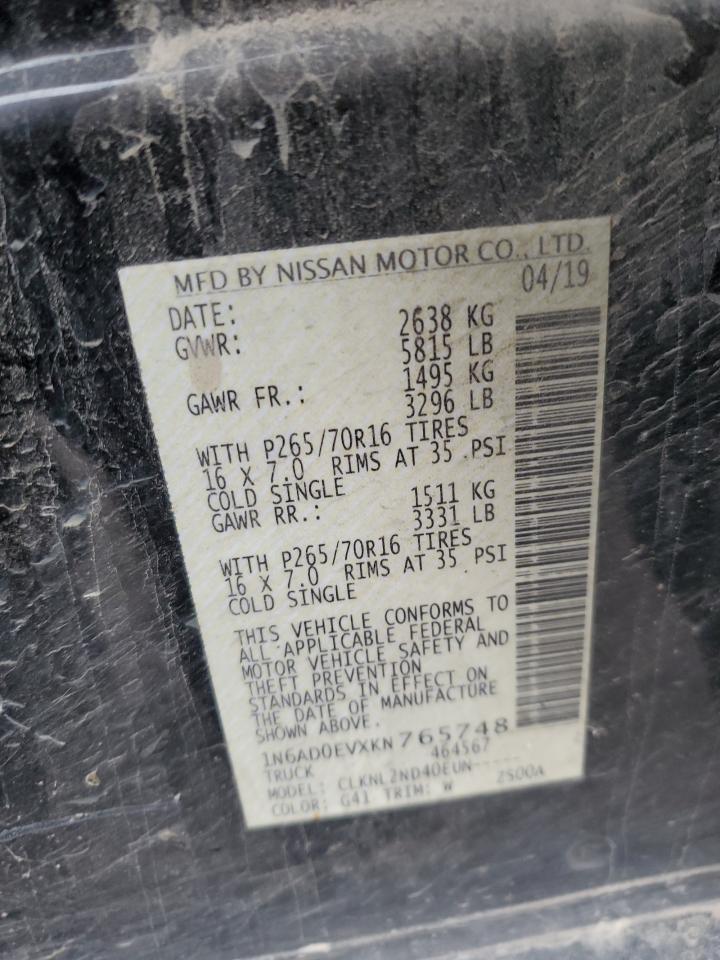 MFD BY NISSAN MOTOR CO., LTD.
DATE: 04/19
GVWR: 2638 KG
5815 LB
GAWR FR.: 1495 KG
3296 LB
WITH P265/70R16 TIRES
16 X 7.0 RIMS AT 35 PSI
COLD SINGLE
GAWR RR.: 1511 KG
3331 LB
WITH P265/70R16 TIRES
16 X 7.0 RIMS AT 35 PSI
COLD SINGLE
THIS VEHICLE CONFORMS TO
ALL APPLICABLE FEDERAL
MOTOR VEHICLE SAFETY AND
THEFT PREVENTION
STANDARDS IN EFFECT ON
THE DATE OF MANUFACTURE
SHOWN ABOVE.
1N6AD0EVXKN765748
TRUCK 464567
MODEL: CLKNL2ND40EUN-----
COLOR: G41 TRIM: W 2S00A